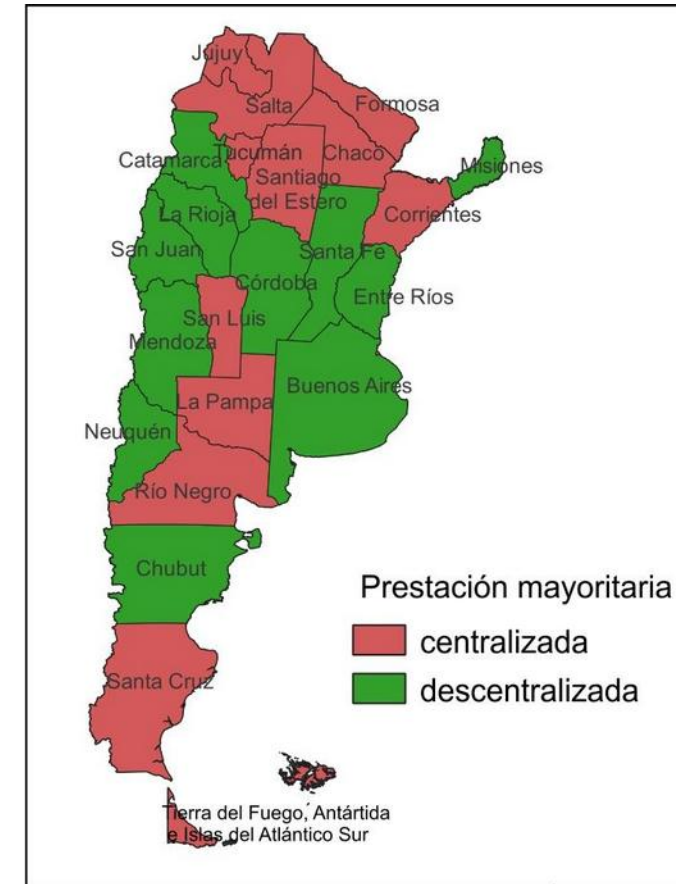 Jujuy
Salta
Formosa
Catamarca
Tucumán
Chaco
Misiones
Santiago
del Estero
La Rioja
Corrientes
San Juan
Santa Fe
Córdoba
Entre Ríos
San Luis
Mendoza
Buenos Aires
La Pampa
Neuquén
Río Negro
Chubut
Prestación mayoritaria
centralizada
descentralizada
Santa Cruz
Tierra del Fuego, Antártida
e Islas del Atlántico Sur